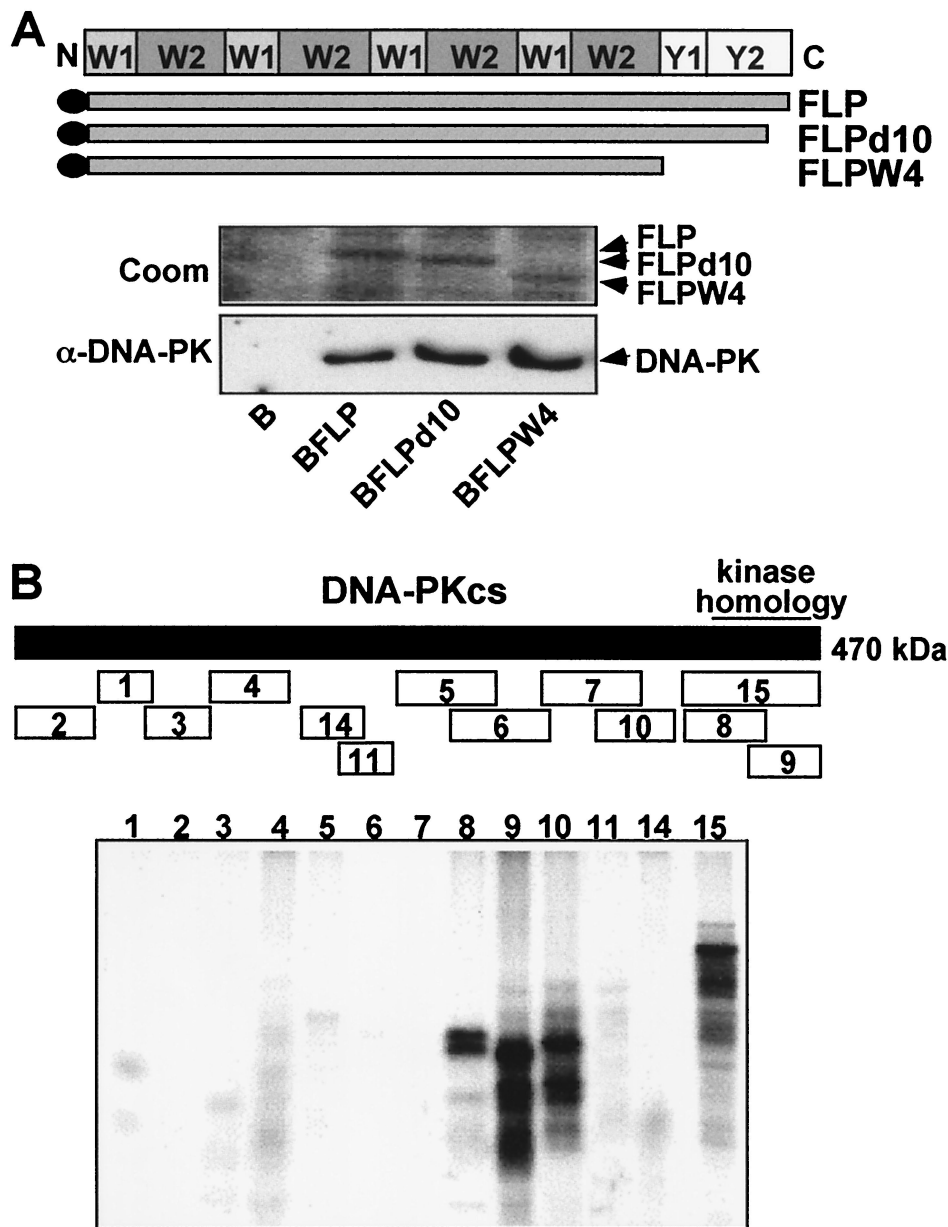 A
N W1 W2 W1 W2 W1 W2 W1 W2 Y1 Y2 C
FLP
FLPd10
FLPW4
Coom
FLP
FLPd10
FLPW4
α-DNA-PK
DNA-PK
B BFLP BFLPd10 BFLPW4
B
DNA-PKcs
kinase
homology
470 kDa
1 4 5 7 15
2 3 14 6 10 8
11 9
1 2 3 4 5 6 7 8 9 10 11 14 15